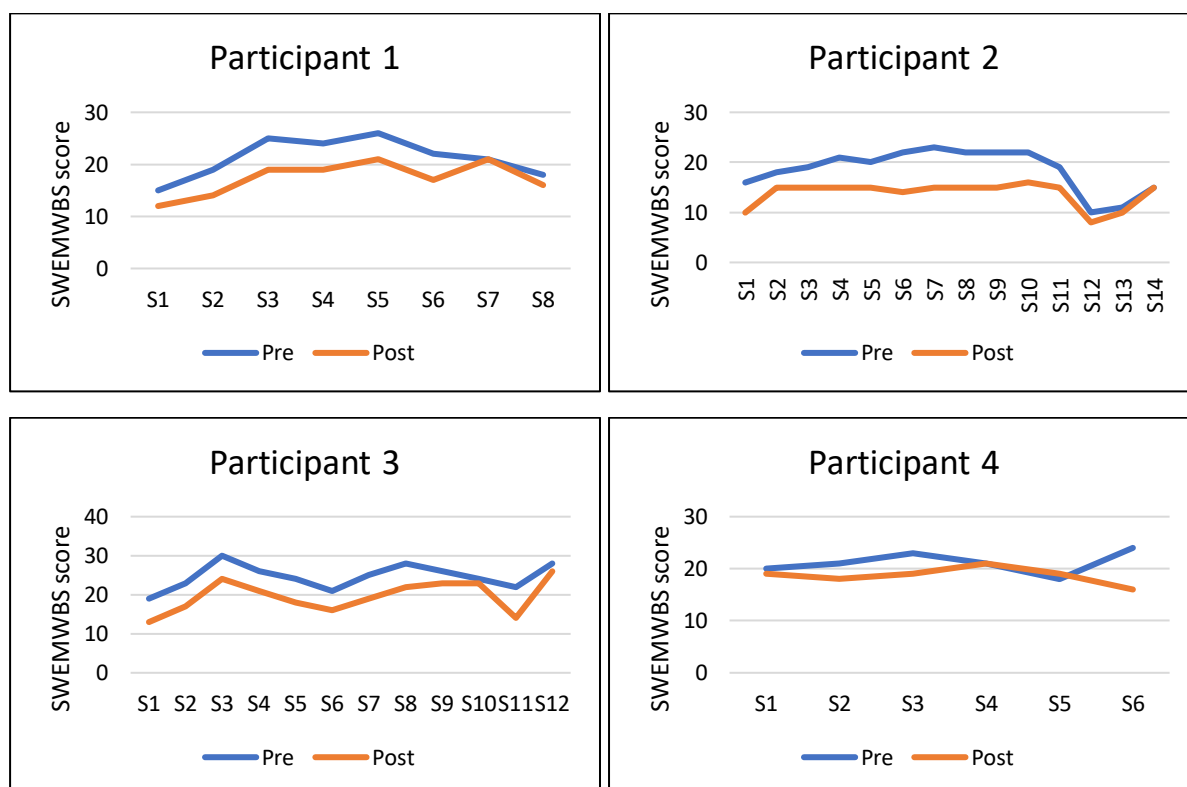 Participant 1
SWEMWBS score
30
20
10
0
S1 S2 S3 S4 S5 S6 S7 S8
Pre Post
Participant 2
SWEMWBS score
30
20
10
0
S1 S2 S3 S4 S5 S6 S7 S8 S9 S10 S11 S12 S13 S14
Pre Post
Participant 3
SWEMWBS score
40
30
20
10
0
S1 S2 S3 S4 S5 S6 S7 S8 S9 S10 S11 S12
Pre Post
Participant 4
SWEMWBS score
30
20
10
0
S1 S2 S3 S4 S5 S6
Pre Post